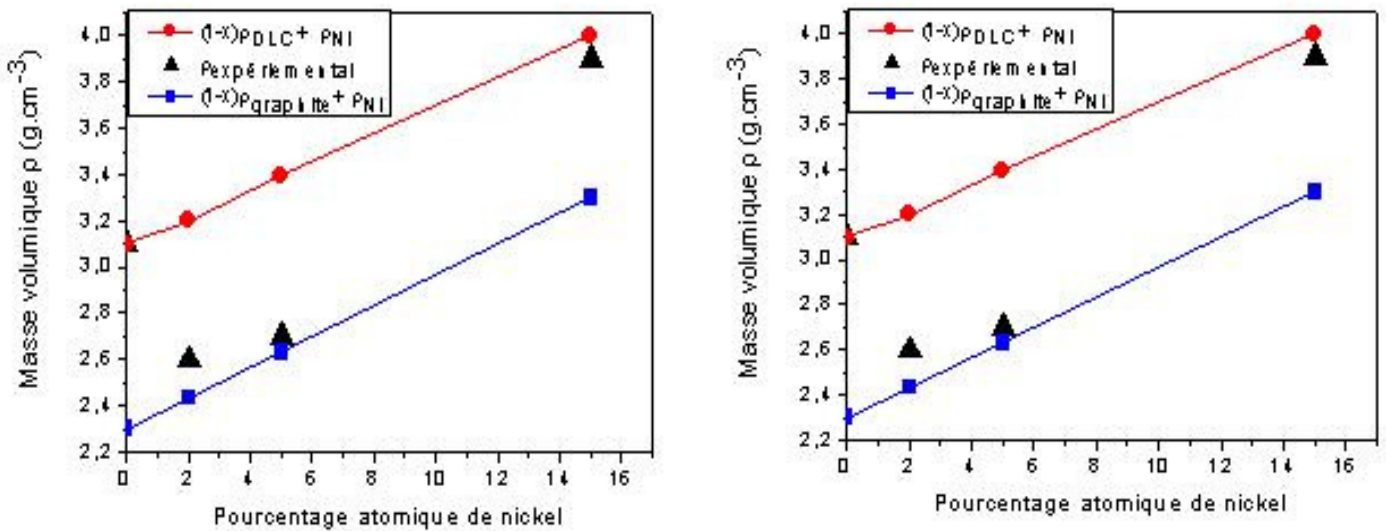 Masse volumique ρ (g.cm⁻³)
4,0
3,8
3,6
3,4
3,2
3,0
2,8
2,6
2,4
2,2
(1-x)ρDLC+ ρNI
ρexpériemental
(1-x)ρgraphite+ ρNI
0 2 4 6 8 10 12 14 16
Pourcentage atomique de nickel
Masse volumique ρ (g.cm⁻³)
4,0
3,8
3,6
3,4
3,2
3,0
2,8
2,6
2,4
2,2
(1-x)ρDLC+ ρNI
ρexpériemental
(1-x)ρgraphite+ ρNI
0 2 4 6 8 10 12 14 16
Pourcentage atomique de nickel